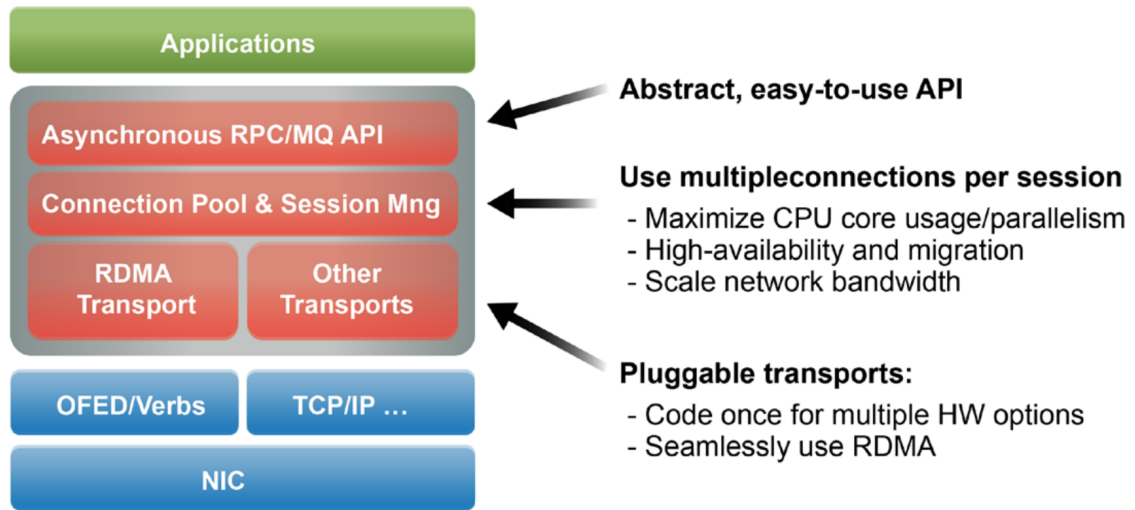 Applications
Asynchronous RPC/MQ API
Connection Pool & Session Mng
RDMA
Transport
Other
Transports
OFED/Verbs
TCP/IP ...
NIC
Abstract, easy-to-use API
Use multipleconnections per session
- Maximize CPU core usage/parallelism
- High-availability and migration
- Scale network bandwidth
Pluggable transports:
- Code once for multiple HW options
- Seamlessly use RDMA